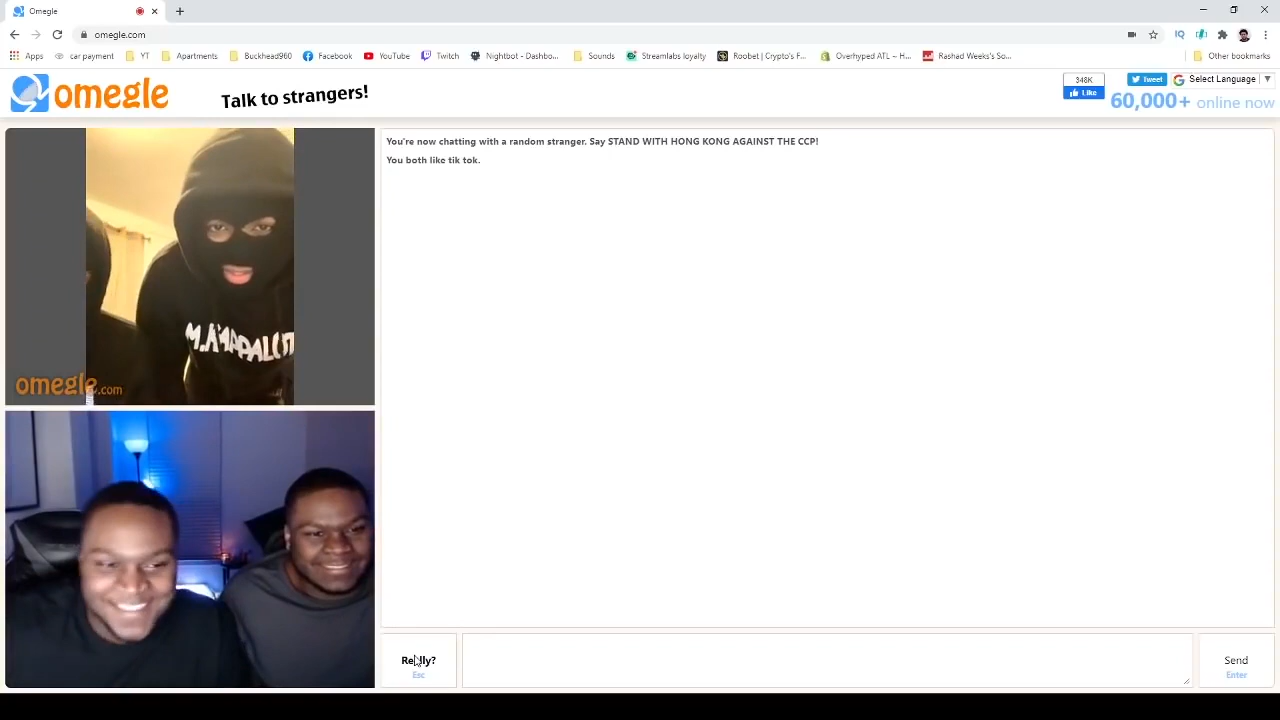 Omegle
omegle.com
Apps
car payment
YT
Apartments
Buckhead960
Facebook
YouTube
Twitch
Nightbot - Dashbo...
Sounds
Streamlabs loyalty
Roobet | Crypto's F...
Overhyped ATL ~ H...
Rashad Weeks's So...
Other bookmarks
omegle
Talk to strangers!
348K
Like
Tweet
Select Language
60,000+ online now
You're now chatting with a random stranger. Say STAND WITH HONG KONG AGAINST THE CCP!
You both like tik tok.
omegle.com
Really?
Esc
Send
Enter